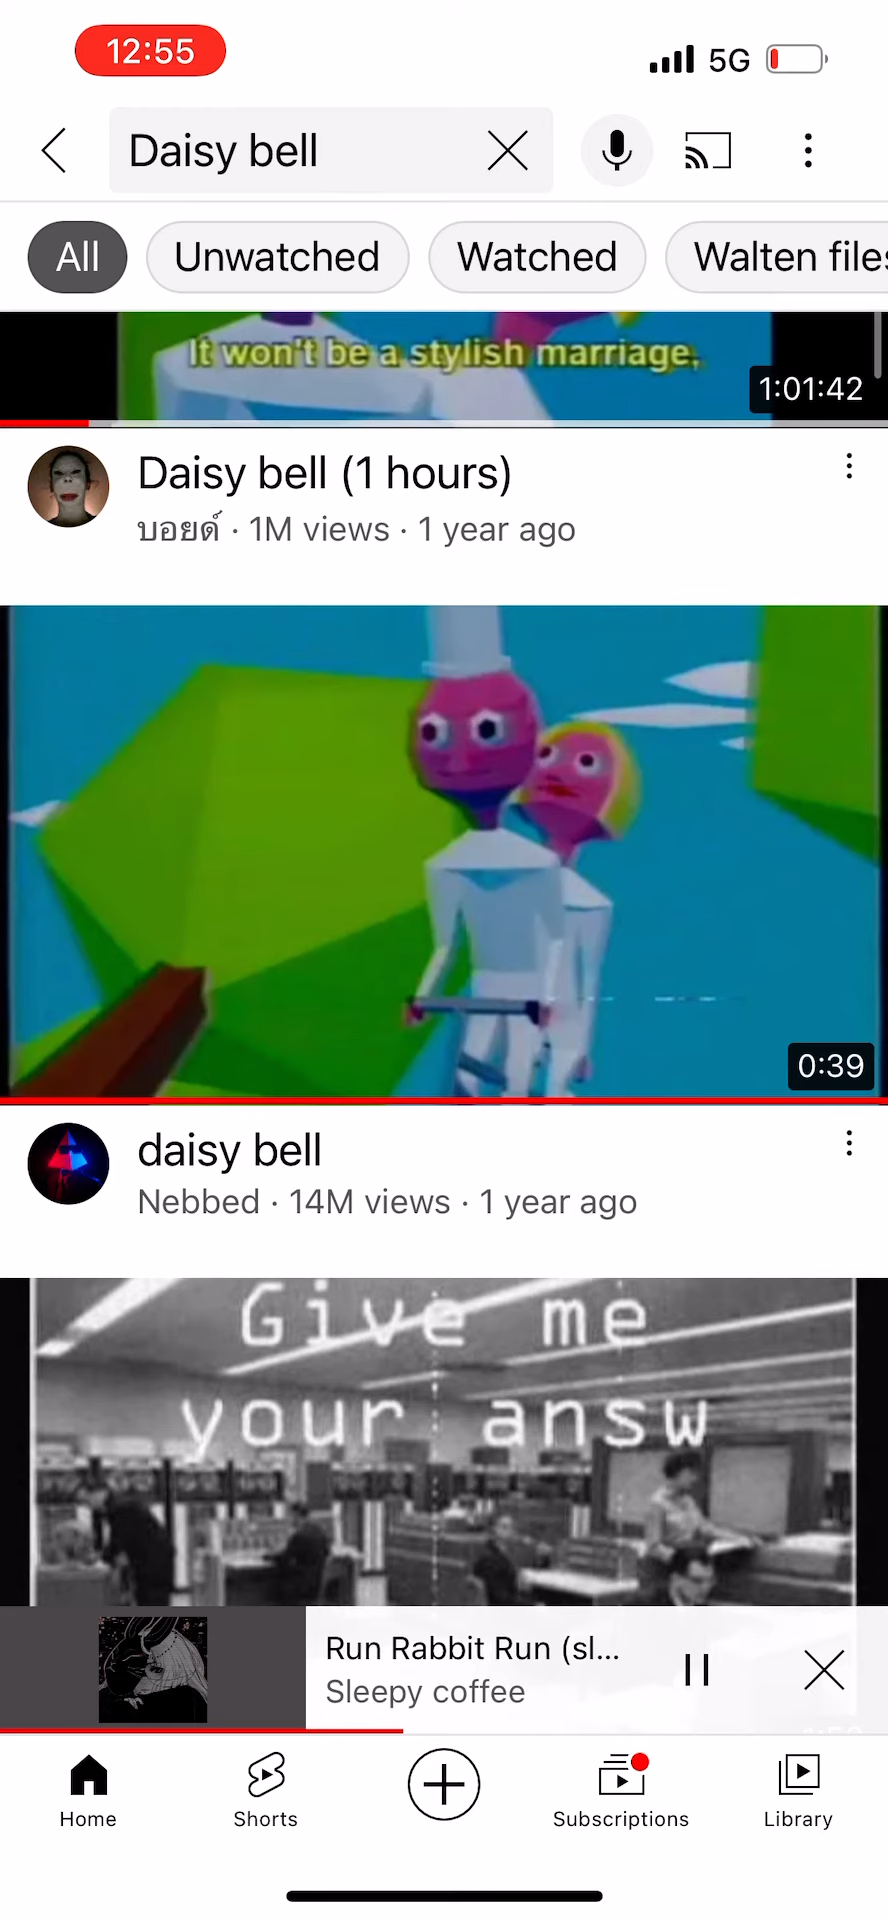 12:55
5G
Daisy bell
All Unwatched Watched Walten files
It won't be a stylish marriage,
1:01:42
Daisy bell (1 hours)
บอยด์ · 1M views · 1 year ago
0:39
daisy bell
Nebbed · 14M views · 1 year ago
Give me
your answ
Run Rabbit Run (sl...
Sleepy coffee
Home Shorts Subscriptions Library